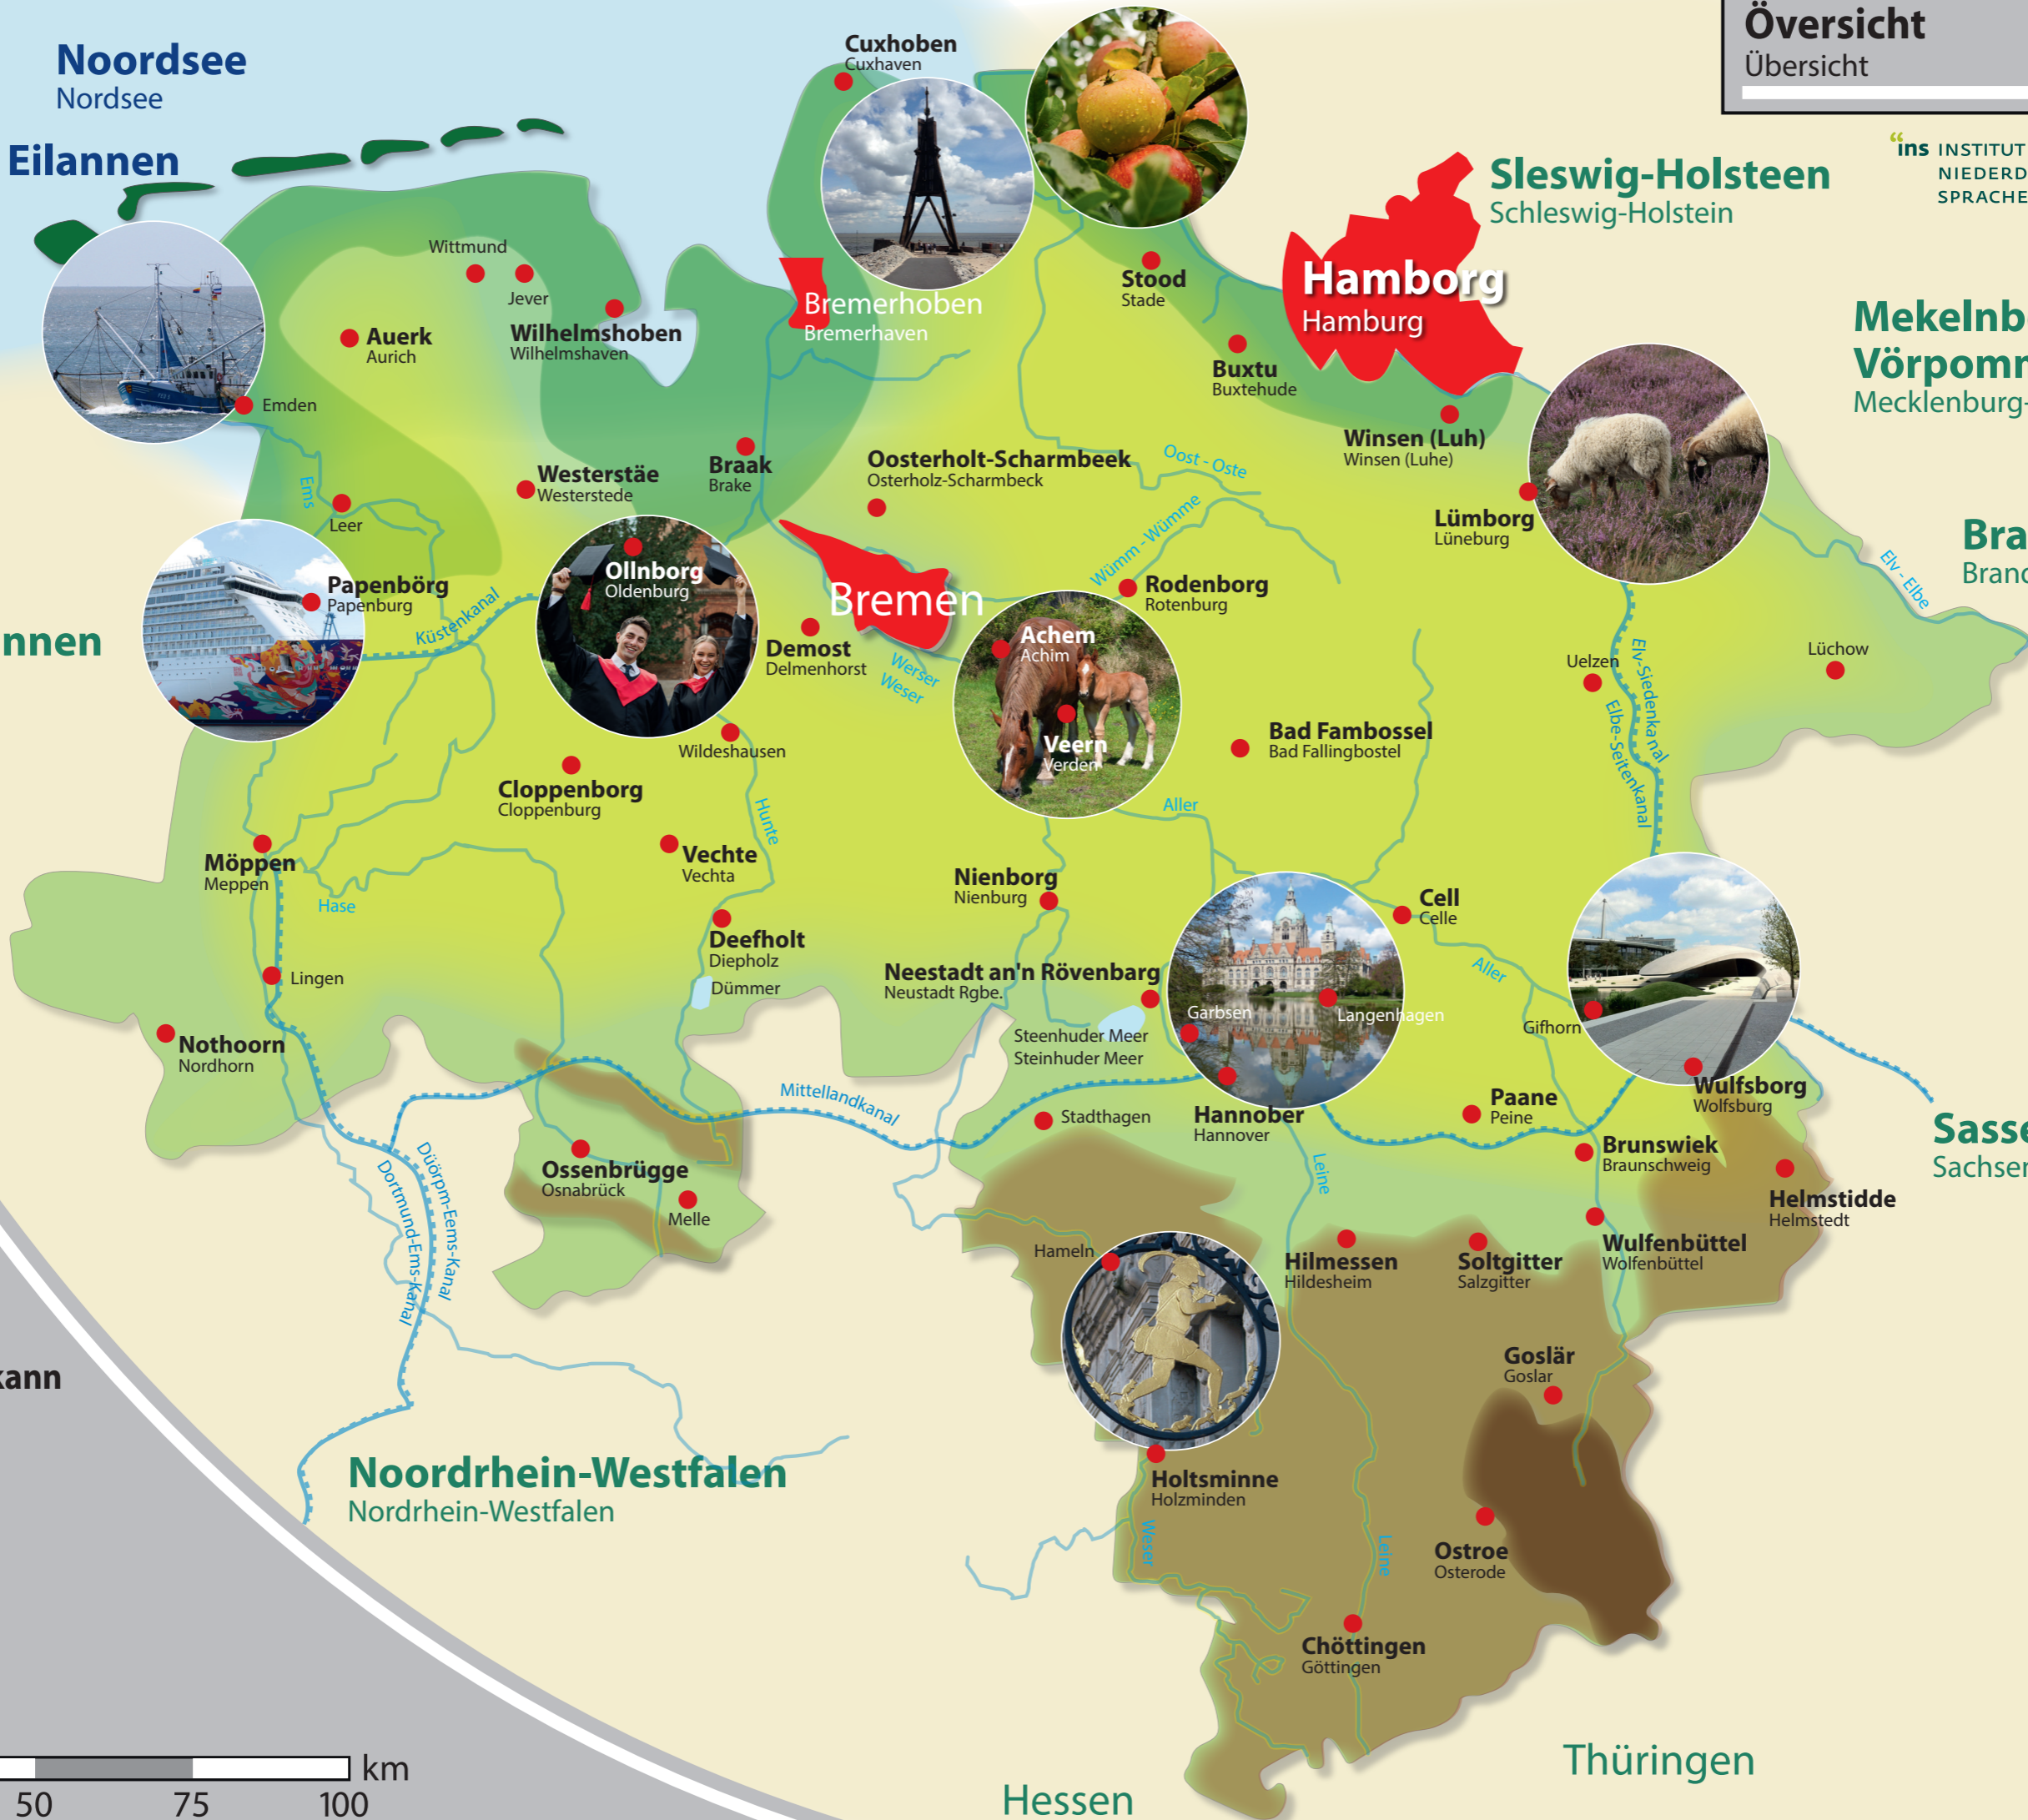 Översicht
Übersicht
Noordsee
Nordsee
Eilannen
Cuxhoben
Cuxhaven
“ins INSTITUT
NIEDERD
SPRACHE
Sleswig-Holsteen
Schleswig-Holstein
Hamborg
Hamburg
Mekelnb
Vörpomm
Mecklenburg-
Wittmund
Jever
Wilhelmshoben
Wilhelmshaven
Auerk
Aurich
Bremerhoben
Bremerhaven
Stood
Stade
Buxtu
Buxtehude
Emden
Winsen (Luh)
Winsen (Luhe)
Westerstäe
Westerstede
Braak
Brake
Oosterholt-Scharmbeek
Osterholz-Scharmbeck
Oost - Oste
Ems
Leer
Lümborg
Lüneburg
Wümm - Wümme
Bra
Brand
Elv - Elbe
Papenbörg
Papenburg
Küstenkanal
Ollnborg
Oldenburg
Bremen
Rodenborg
Rotenburg
nnen
Demost
Delmenhorst
Werser
Weser
Achem
Achim
Veern
Verden
Uelzen
Elv-Siedenkanal
Elbe-Seitenkanal
Lüchow
Wildeshausen
Bad Fambossel
Bad Fallingbostel
Cloppenborg
Cloppenburg
Hunte
Aller
Möppen
Meppen
Vechte
Vechta
Hase
Nienborg
Nienburg
Cell
Celle
Deefholt
Diepholz
Dümmer
Lingen
Neestadt an'n Rövenbarg
Neustadt Rgbe.
Aller
Garbsen
Langenhagen
Gifhorn
Steenhuder Meer
Steinhuder Meer
Nothoorn
Nordhorn
Mittellandkanal
Stadthagen
Hannober
Hannover
Paane
Peine
Wulfsborg
Wolfsburg
Sasse
Sachsen
Brunswiek
Braunschweig
Düörpm-Eems-Kanal
Dortmund-Ems-Kanal
Ossenbrügge
Osnabrück
Melle
Leine
Helmstidde
Helmstedt
Hameln
Hilmessen
Hildesheim
Soltgitter
Salzgitter
Wulfenbüttel
Wolfenbüttel
kann
Goslär
Goslar
Noordrhein-Westfalen
Nordrhein-Westfalen
Holtsminne
Holzminden
Weser
Leine
Ostroe
Osterode
Chöttingen
Göttingen
Thüringen
Hessen
km
50 75 100